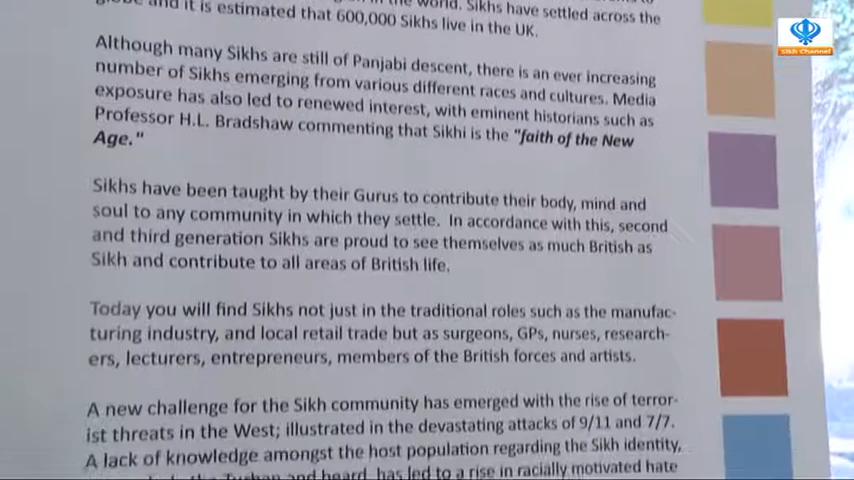 and it is estimated that 600,000 Sikhs live in the UK.
in the world. Sikhs have settled across the
Although many Sikhs are still of Panjabi descent, there is an ever increasing
number of Sikhs emerging from various different races and cultures. Media
exposure has also led to renewed interest, with eminent historians such as
Professor H.L. Bradshaw commenting that Sikhi is the "faith of the New
Age."
Sikhs have been taught by their Gurus to contribute their body, mind and
soul to any community in which they settle. In accordance with this, second
and third generation Sikhs are proud to see themselves as much British as
Sikh and contribute to all areas of British life.
Today you will find Sikhs not just in the traditional roles such as the manufac-
turing industry, and local retail trade but as surgeons, GPs, nurses, research-
ers, lecturers, entrepreneurs, members of the British forces and artists.
A new challenge for the Sikh community has emerged with the rise of terror-
ist threats in the West; illustrated in the devastating attacks of 9/11 and 7/7.
A lack of knowledge amongst the host population regarding the Sikh identity,
the Turban and beard, has led to a rise in racially motivated hate
Sikh Channel